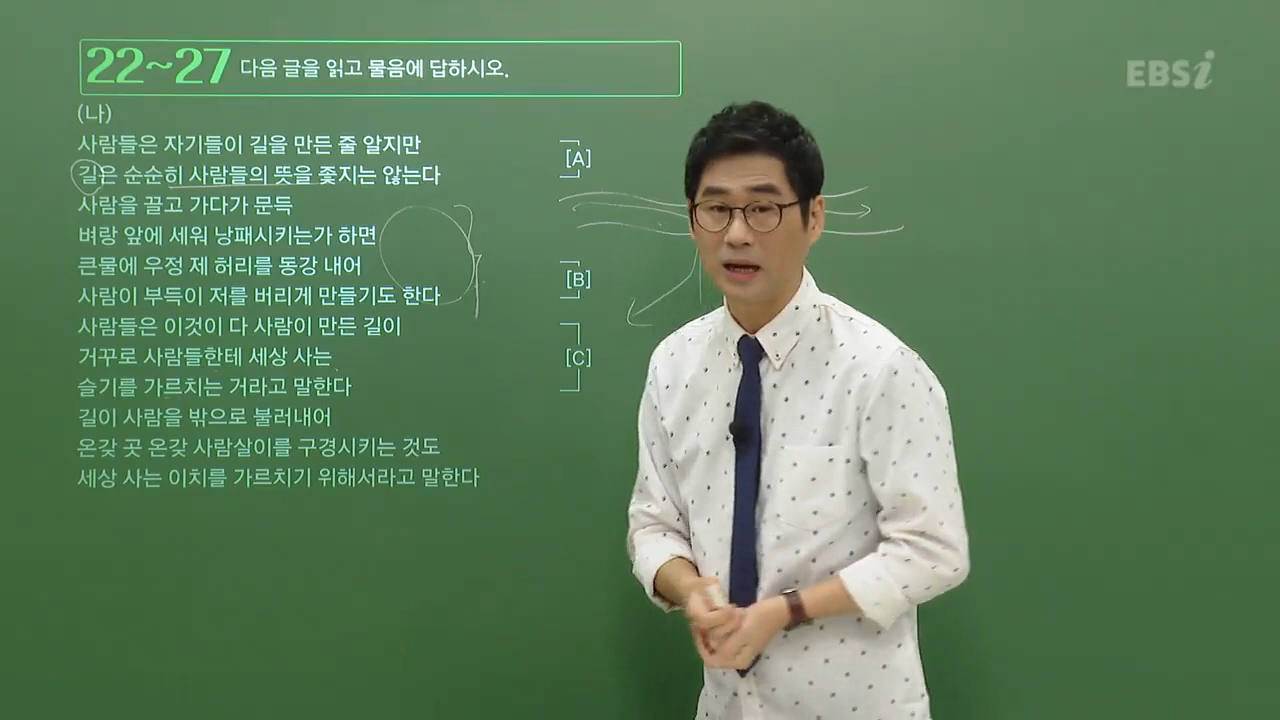 22~27 다음 글을 읽고 물음에 답하시오.
EBSi
(나)
사람들은 자기들이 길을 만든 줄 알지만
길은 순순히 사람들의 뜻을 좇지는 않는다
[A]
사람을 끌고 가다가 문득
벼랑 앞에 세워 낭패시키는가 하면
큰물에 우정 제 허리를 동강 내어
사람이 부득이 저를 버리게 만들기도 한다
[B]
사람들은 이것이 다 사람이 만든 길이
거꾸로 사람들한테 세상 사는
슬기를 가르치는 거라고 말한다
[C]
길이 사람을 밖으로 불러내어
온갖 곳 온갖 사람살이를 구경시키는 것도
세상 사는 이치를 가르치기 위해서라고 말한다